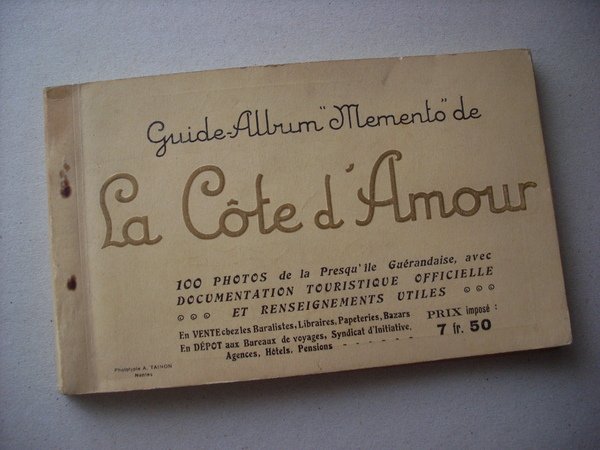 Guide-Album "Memento" de
La Côte d'Amour
100 PHOTOS de la Presqu'île Guérandaise, avec
DOCUMENTATION TOURISTIQUE OFFICIELLE
ET RENSEIGNEMENTS UTILES
En VENTE chez les Buralistes, Libraires, Papeteries, Bazars
En DÉPOT aux Bureaux de voyages, Syndicat d'Initiative,
Agences, Hôtels, Pensions - - - - - -
PRIX imposé :
7 fr. 50
Phototypie A. TAINON
Nantes